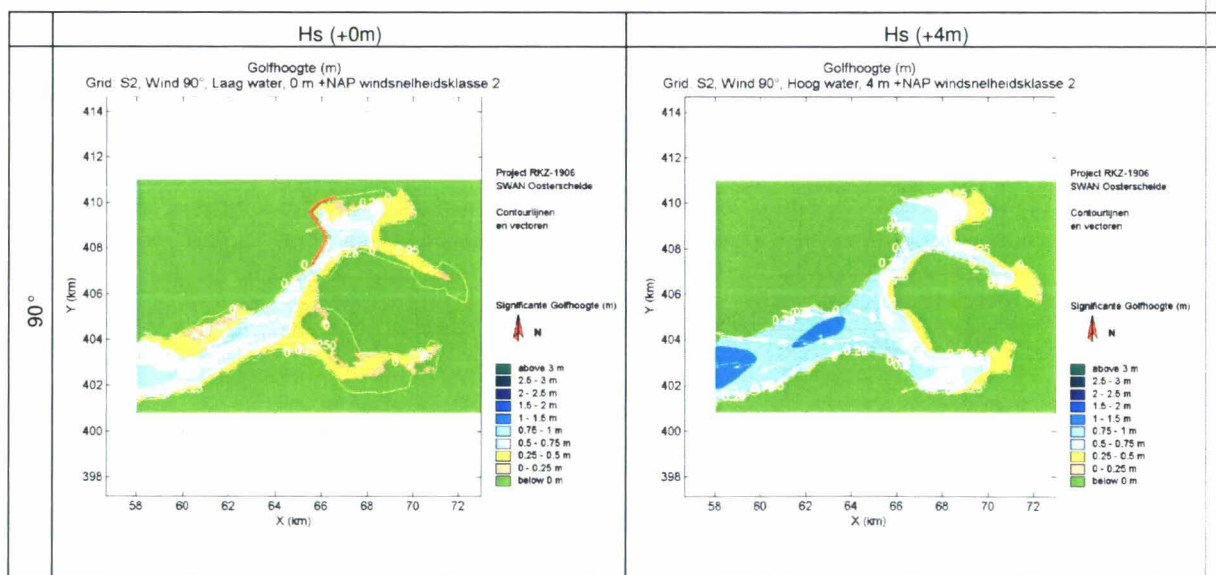 Hs (+0m)
Hs (+4m)
90°
Golfhoogte (m)
Grid: S2, Wind 90°, Laag water, 0 m +NAP windsnelheidsklasse 2
414
412
410
408
406
404
402
400
398
Y (km)
58
60
62
64
66
68
70
72
X (km)
Project RKZ-1906
SWAN Oosterschelde
Contourlijnen
en vectoren
Significante Golfhoogte (m)
N
above 3 m
2.5 - 3 m
2 - 2.5 m
1.5 - 2 m
1 - 1.5 m
0.75 - 1 m
0.5 - 0.75 m
0.25 - 0.5 m
0 - 0.25 m
below 0 m
Golfhoogte (m)
Grid: S2, Wind 90°, Hoog water, 4 m +NAP windsnelheidsklasse 2
414
412
410
408
406
404
402
400
398
Y (km)
58
60
62
64
66
68
70
72
X (km)
Project RKZ-1906
SWAN Oosterschelde
Contourlijnen
en vectoren
Significante Golfhoogte (m)
N
above 3 m
2.5 - 3 m
2 - 2.5 m
1.5 - 2 m
1 - 1.5 m
0.75 - 1 m
0.5 - 0.75 m
0.25 - 0.5 m
0 - 0.25 m
below 0 m